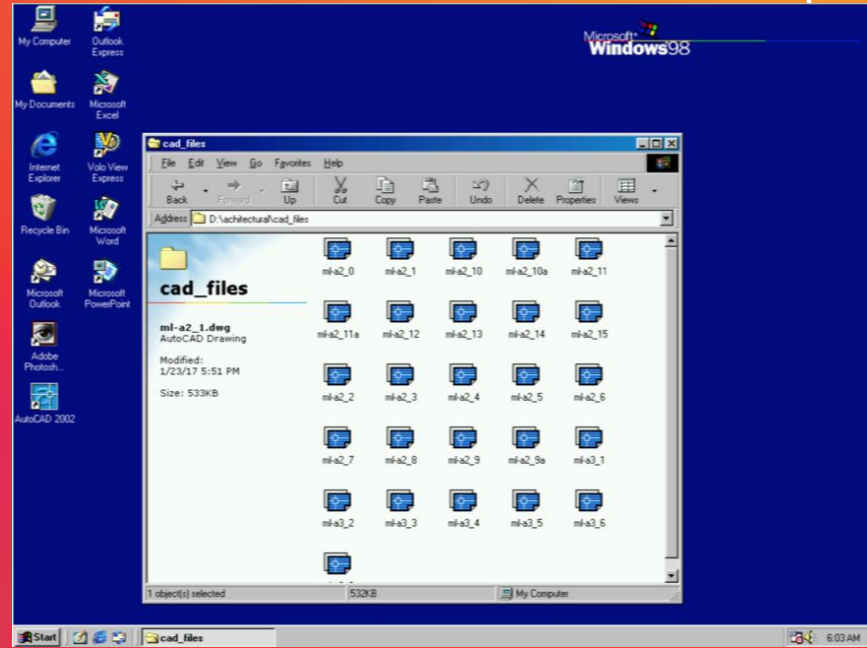 My Computer
Outlook Express
My Documents
Microsoft Excel
Internet Explorer
Volo View Express
Recycle Bin
Microsoft Word
Microsoft Outlook
Microsoft PowerPoint
Adobe Photosh...
AutoCAD 2002
Microsoft
Windows98
cad_files
File Edit View Go Favorites Help
Back Forward Up Cut Copy Paste Undo Delete Properties Views
Address D:\achitectural\cad_files
cad_files
ml-a2_1.dwg
AutoCAD Drawing
Modified:
1/23/17 5:51 PM
Size: 533KB
ml-a2_0 ml-a2_1 ml-a2_10 ml-a2_10a ml-a2_11
ml-a2_11a ml-a2_12 ml-a2_13 ml-a2_14 ml-a2_15
ml-a2_2 ml-a2_3 ml-a2_4 ml-a2_5 ml-a2_6
ml-a2_7 ml-a2_8 ml-a2_9 ml-a2_9a ml-a3_1
ml-a3_2 ml-a3_3 ml-a3_4 ml-a3_5 ml-a3_6
1 object(s) selected 532KB My Computer
Start cad_files 6:03 AM